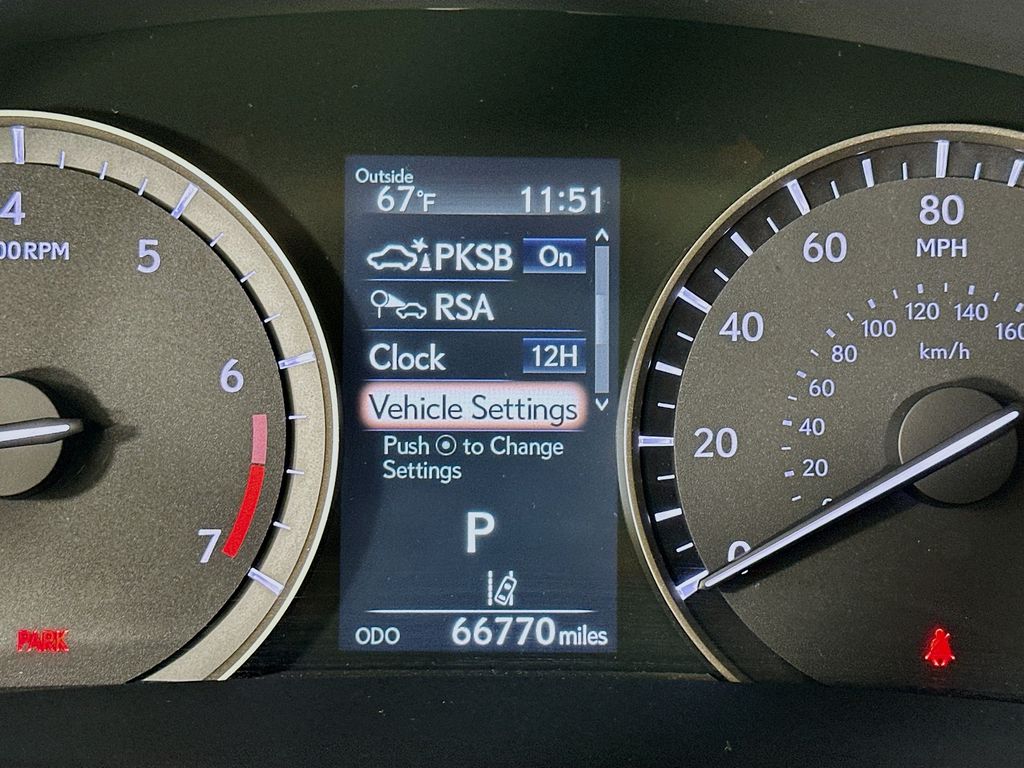 Outside
67°F 11:51
PKSB On
RSA
Clock 12H
Vehicle Settings
Push to Change
Settings
P
ODO 66770 miles
4
00RPM
5
6
7
PARK
0
20
40
60
80
MPH
0
20
40
60
80
100
120
140
160
km/h